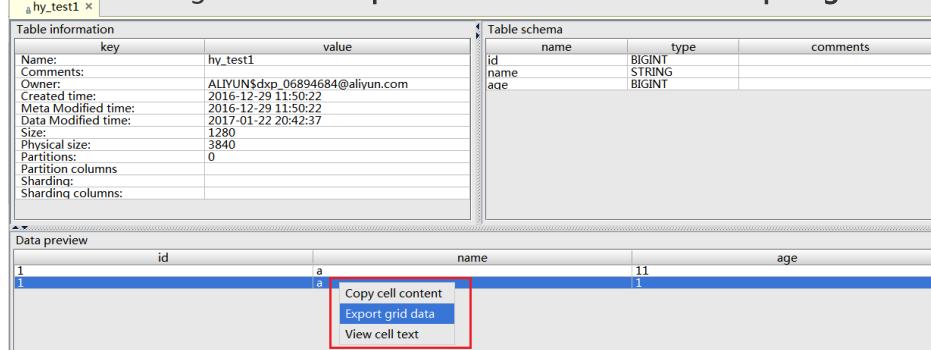 hy_test1 ×
Table information
key value
Name: hy_test1
Comments:
Owner: ALIYUN$dxp_06894684@aliyun.com
Created time: 2016-12-29 11:50:22
Meta Modified time: 2016-12-29 11:50:22
Data Modified time: 2017-01-22 20:42:37
Size: 1280
Physical size: 3840
Partitions: 0
Partition columns
Sharding:
Sharding columns:
Table schema
name type comments
id BIGINT
name STRING
age BIGINT
Data preview
id name age
1 a 11
1 a 1
Copy cell content
Export grid data
View cell text